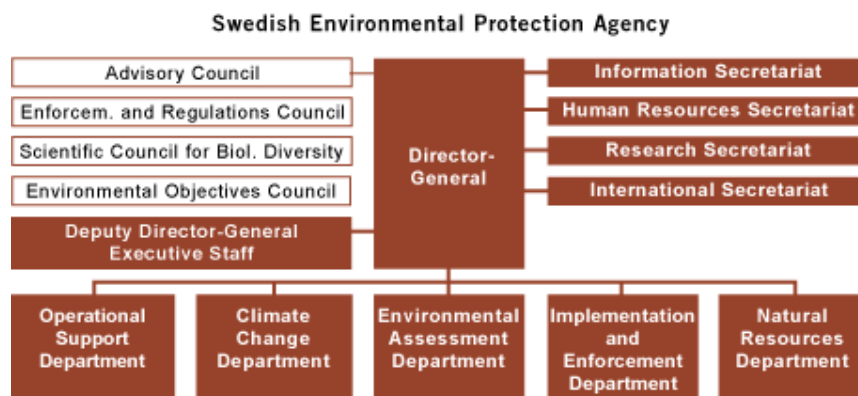 Swedish Environmental Protection Agency
Advisory Council
Enforcem. and Regulations Council
Scientific Council for Biol. Diversity
Environmental Objectives Council
Deputy Director-General
Executive Staff
Director-
General
Information Secretariat
Human Resources Secretariat
Research Secretariat
International Secretariat
Operational
Support
Department
Climate
Change
Department
Environmental
Assessment
Department
Implementation
and
Enforcement
Department
Natural
Resources
Department